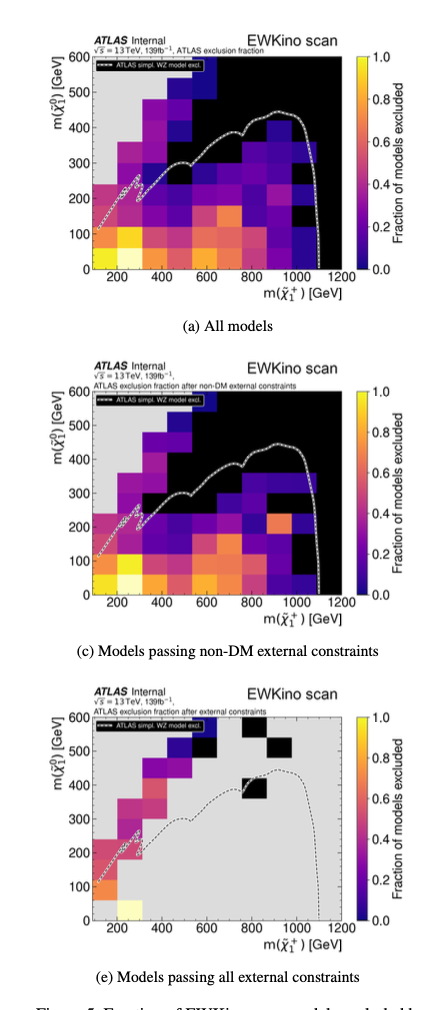 ATLAS Internal
√s = 13 TeV, 139fb⁻¹, ATLAS exclusion fraction
EWKino scan
ATLAS simpl. WZ model excl.
m(χ̃₁⁰) [GeV]
600
500
400
300
200
100
0
200 400 600 800 1000 1200
m(χ̃₁⁺) [GeV]
1.0
0.8
0.6
0.4
0.2
0.0
Fraction of models excluded
(a) All models
ATLAS Internal
√s = 13 TeV, 139fb⁻¹,
ATLAS exclusion fraction after non-DM external constraints
EWKino scan
ATLAS simpl. WZ model excl.
m(χ̃₁⁰) [GeV]
600
500
400
300
200
100
0
200 400 600 800 1000 1200
m(χ̃₁⁺) [GeV]
1.0
0.8
0.6
0.4
0.2
0.0
Fraction of models excluded
(c) Models passing non-DM external constraints
ATLAS Internal
√s = 13 TeV, 139fb⁻¹,
ATLAS exclusion fraction after external constraints
EWKino scan
ATLAS simpl. WZ model excl.
m(χ̃₁⁰) [GeV]
600
500
400
300
200
100
0
200 400 600 800 1000 1200
m(χ̃₁⁺) [GeV]
1.0
0.8
0.6
0.4
0.2
0.0
Fraction of models excluded
(e) Models passing all external constraints